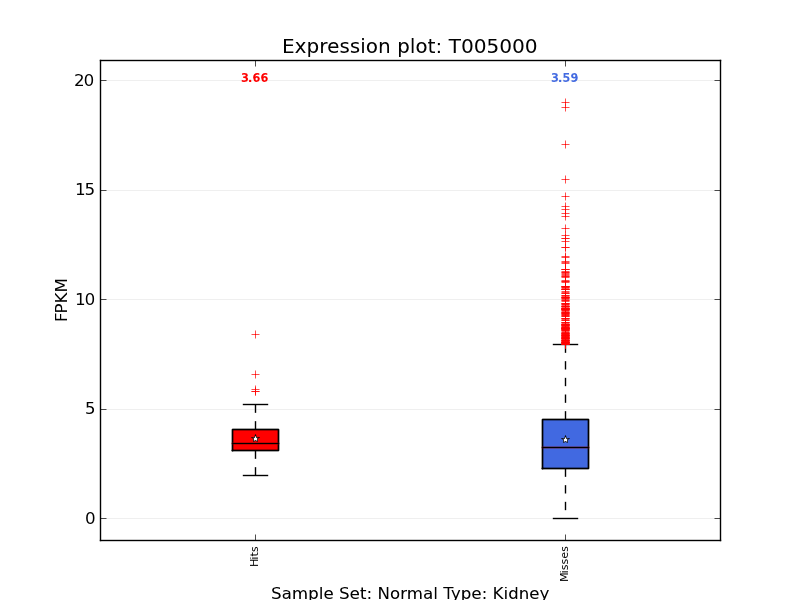 Expression plot: T005000
3.66
3.59
20
15
10
5
0
FPKM
Hits
Misses
Sample Set: Normal Type: Kidney